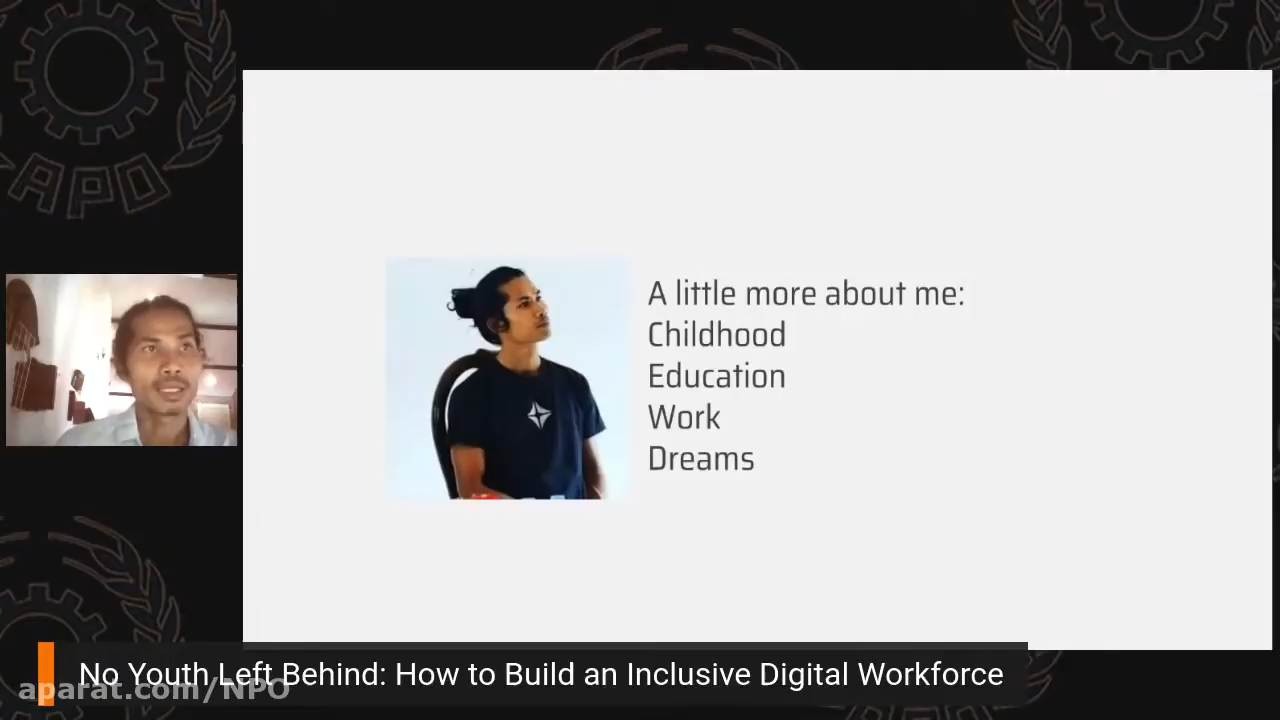 APO
A little more about me:
Childhood
Education
Work
Dreams
No Youth Left Behind: How to Build an Inclusive Digital Workforce
aparat.com/NPO